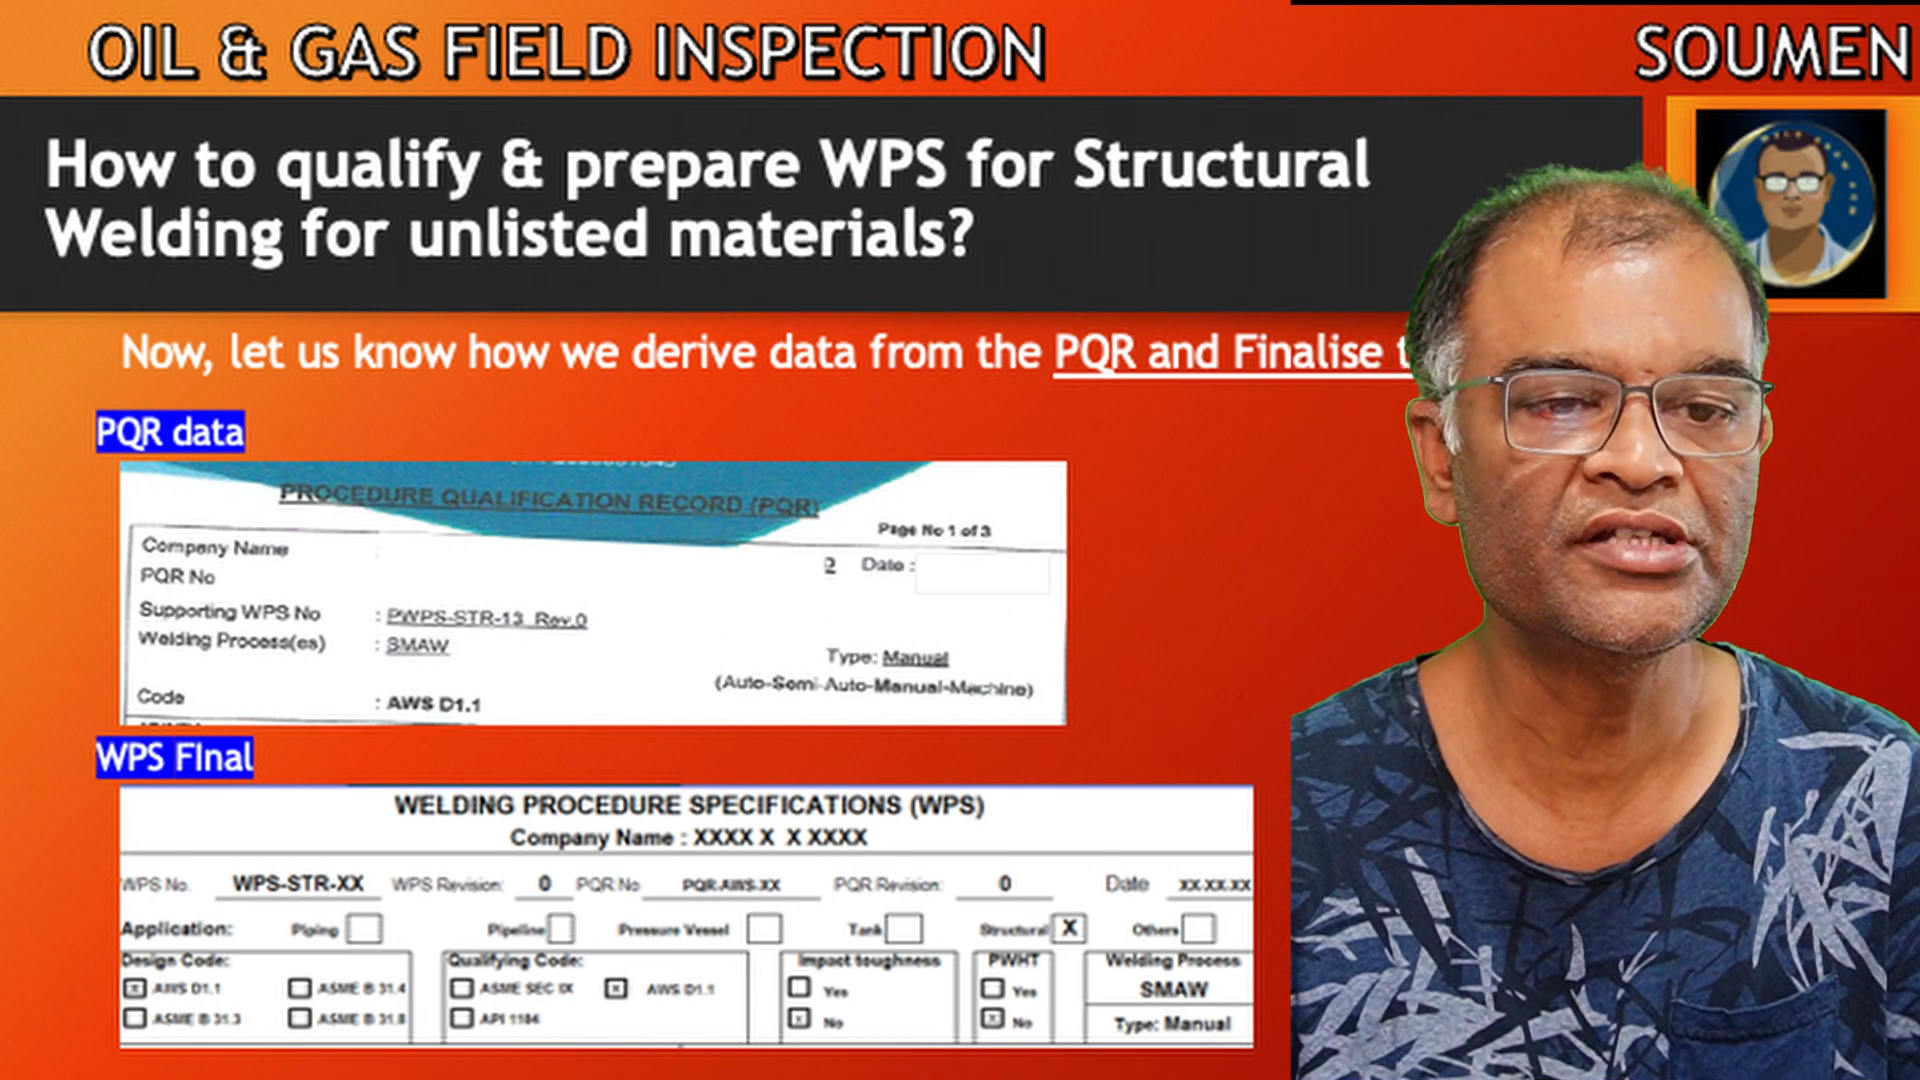 OIL & GAS FIELD INSPECTION
SOUMEN
How to qualify & prepare WPS for Structural
Welding for unlisted materials?
Now, let us know how we derive data from the PQR and Finalise
PQR data
PROCEDURE QUALIFICATION RECORD (PQR)
Page No 1 of 3
Company Name :
2 Date :
PQR No
Supporting WPS No : PWPS-STR-13 Rev.0
Welding Process(es) : SMAW
Type: Manual
(Auto-Semi-Auto-Manual-Machine)
Code : AWS D1.1
WPS FInal
WELDING PROCEDURE SPECIFICATIONS (WPS)
Company Name : XXXX X X XXXX
WPS No. WPS-STR-XX WPS Revision: 0 PQR No PQR-AWS-XX PQR Revision: 0 Date XX-XX-XX
Application: Piping Pipeline Pressure Vessel Tank Structural X Others
Design Code: Qualifying Code: Impact toughness PWHT Welding Process
x AWS D1.1 ASME B 31.4 ASME SEC IX x AWS D1.1 Yes Yes SMAW
ASME B 31.3 ASME B 31.8 API 1104 x No x No Type: Manual